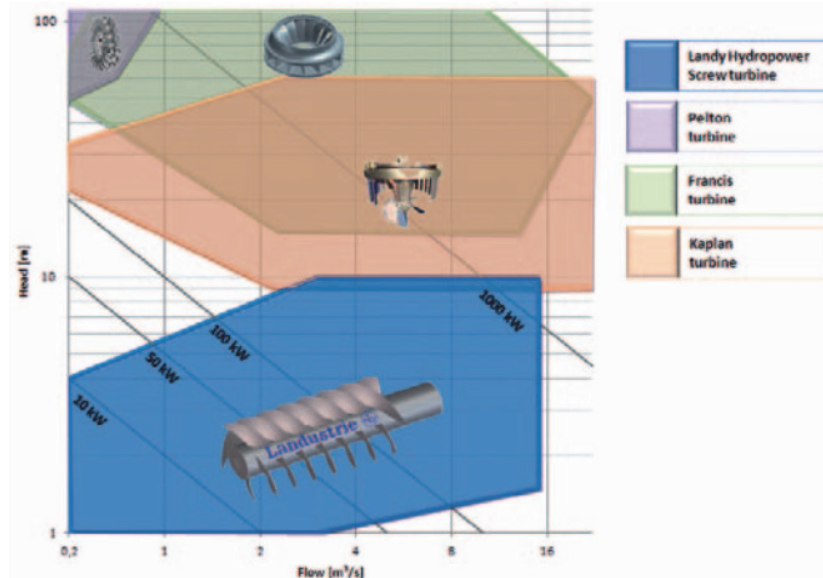 100
10
1
Head [m]
0,2
1
2
4
8
16
Flow [m³/s]
10 kW
50 kW
100 kW
1000 kW
Landustrie
Landy Hydropower
Screw turbine
Pelton
turbine
Francis
turbine
Kaplan
turbine